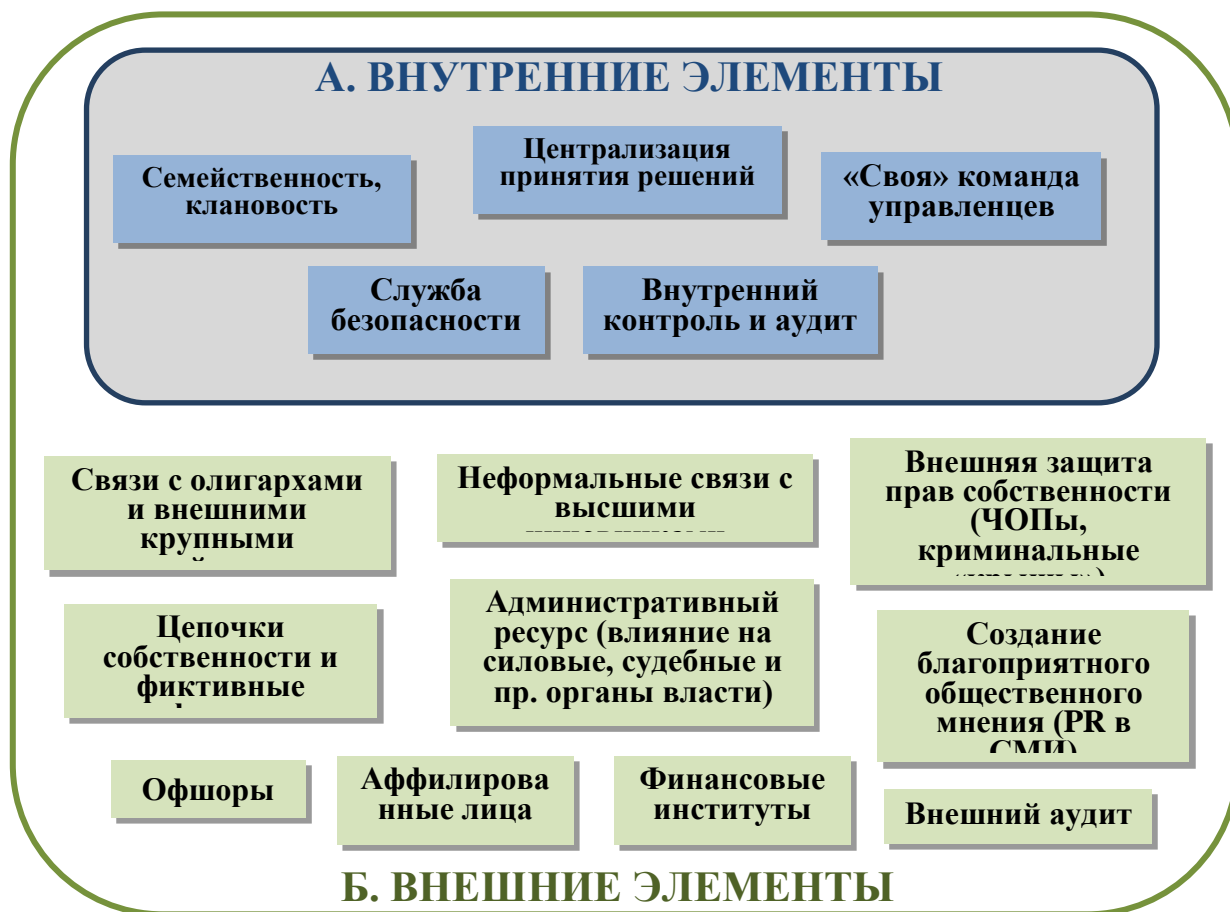 А. ВНУТРЕННИЕ ЭЛЕМЕНТЫ
Семейственность,
клановость
Централизация
принятия решений
«Своя» команда
управленцев
Служба
безопасности
Внутренний
контроль и аудит
Связи с олигархами
и внешними
крупными
Неформальные связи с
высшими
Внешняя защита
прав собственности
(ЧОПы,
криминальные
Цепочки
собственности и
фиктивные
Административный
ресурс (влияние на
силовые, судебные и
пр. органы власти)
Создание
благоприятного
общественного
мнения (PR в
СМИ)
Офшоры
Аффилирова
нные лица
Финансовые
институты
Внешний аудит
Б. ВНЕШНИЕ ЭЛЕМЕНТЫ